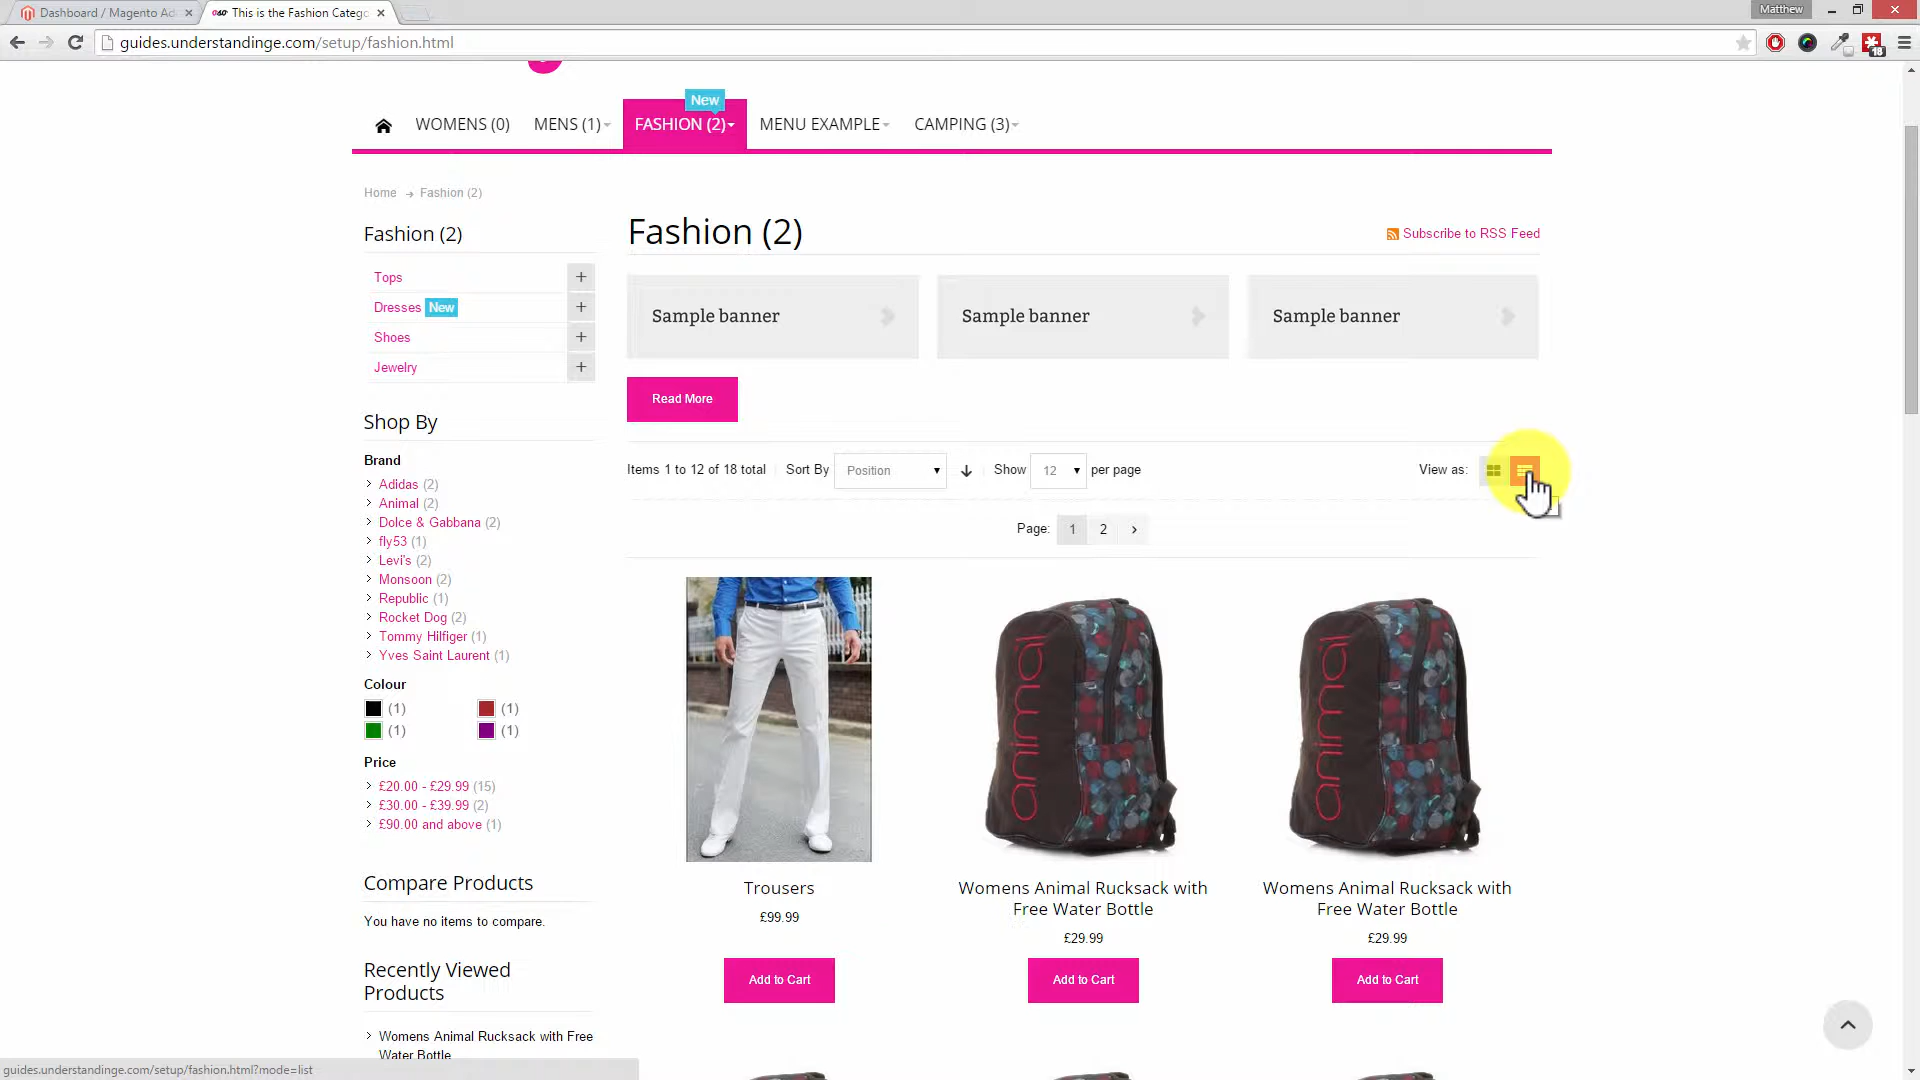 Dashboard / Magento Ad
This is the Fashion Catego
Matthew
guides.understandinge.com/setup/fashion.html
18
New
WOMENS (0)
MENS (1)
FASHION (2)
MENU EXAMPLE
CAMPING (3)
Home
Fashion (2)
Fashion (2)
Tops
+
Dresses New
+
Shoes
+
Jewelry
+
Shop By
Brand
Adidas (2)
Animal (2)
Dolce & Gabbana (2)
fly53 (1)
Levi's (2)
Monsoon (2)
Republic (1)
Rocket Dog (2)
Tommy Hilfiger (1)
Yves Saint Laurent (1)
Colour
(1)
(1)
(1)
(1)
Price
£20.00 - £29.99 (15)
£30.00 - £39.99 (2)
£90.00 and above (1)
Compare Products
You have no items to compare.
Recently Viewed
Products
Womens Animal Rucksack with Free
Water Bottle
Fashion (2)
Subscribe to RSS Feed
Sample banner
Sample banner
Sample banner
Read More
Items 1 to 12 of 18 total
Sort By
Position
Show
12
per page
View as:
Page:
1
2
animal
animal
Trousers
£99.99
Add to Cart
Womens Animal Rucksack with
Free Water Bottle
£29.99
Add to Cart
Womens Animal Rucksack with
Free Water Bottle
£29.99
Add to Cart
guides.understandinge.com/setup/fashion.html?mode=list